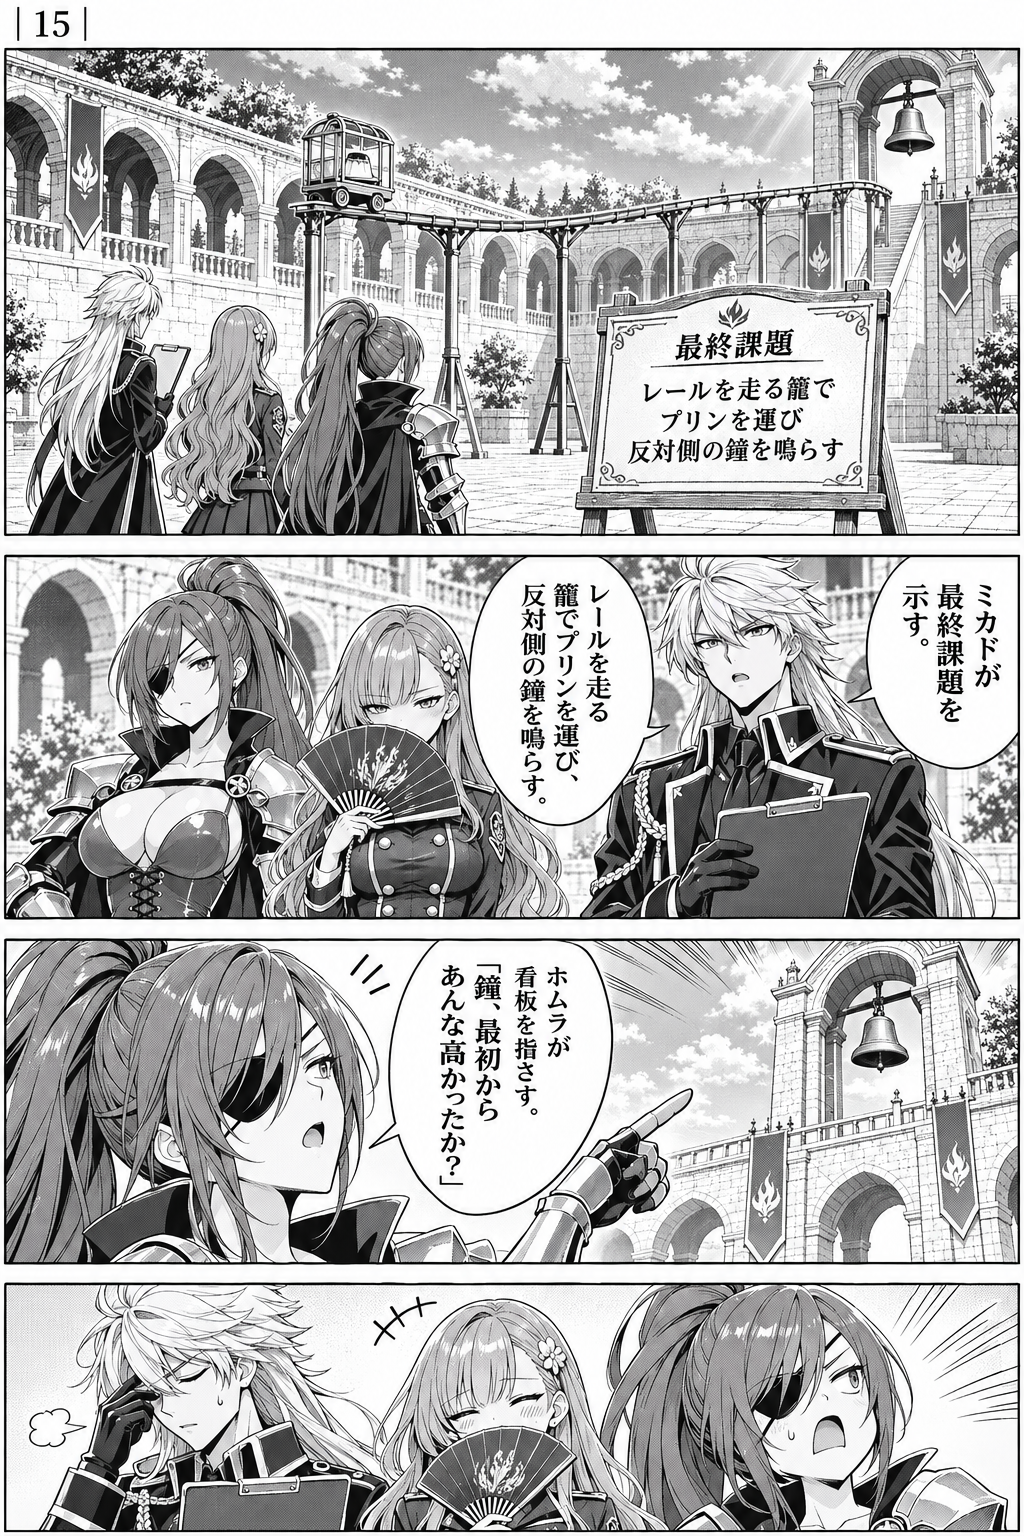 | 15 |
最終課題
レールを走る籠で
プリンを運び
反対側の鐘を鳴らす
ミカドが
最終課題を
示す。
レールを走る
籠でプリンを運び、
反対側の鐘を鳴らす。
ホムラが
看板を指さす。
「鐘、最初から
あんな高かったか?」